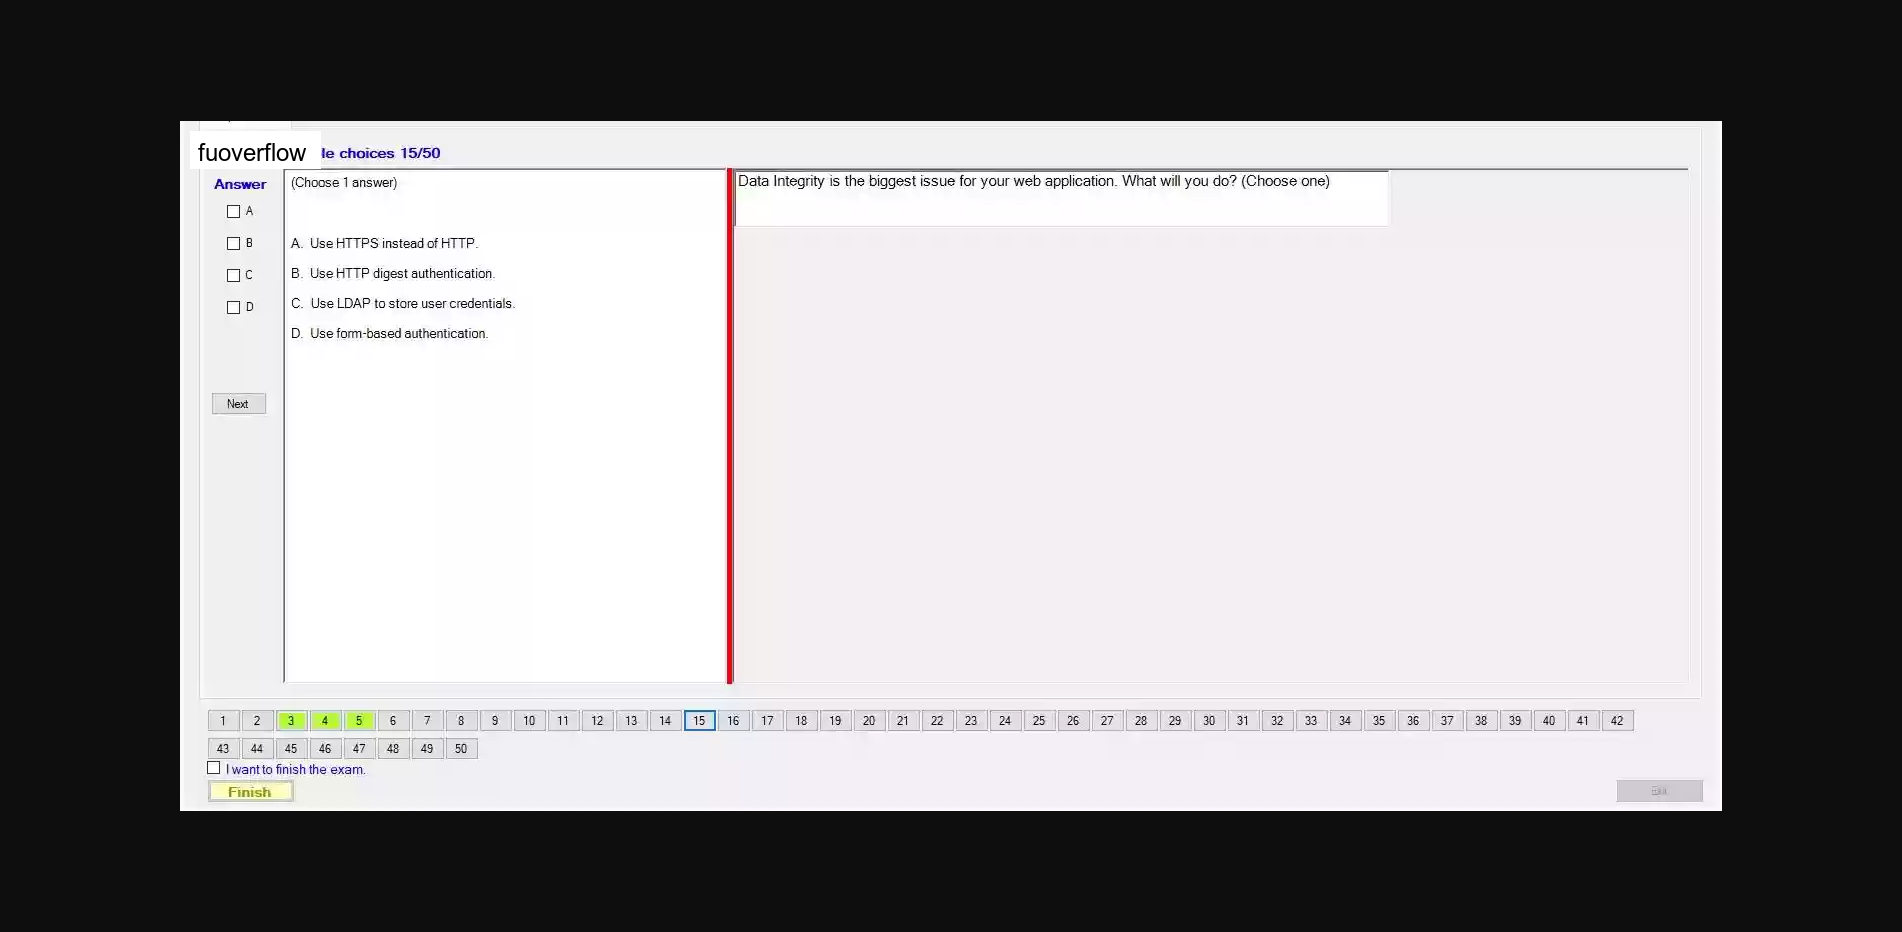 fuoverflow
le choices 15/50
Answer
(Choose 1 answer)
Data Integrity is the biggest issue for your web application. What will you do? (Choose one)
A
B
C
D
A. Use HTTPS instead of HTTP.
B. Use HTTP digest authentication.
C. Use LDAP to store user credentials.
D. Use form-based authentication.
Next
1 2 3 4 5 6 7 8 9 10 11 12 13 14 15 16 17 18 19 20 21 22 23 24 25 26 27 28 29 30 31 32 33 34 35 36 37 38 39 40 41 42
43 44 45 46 47 48 49 50
I want to finish the exam.
Finish
Exit